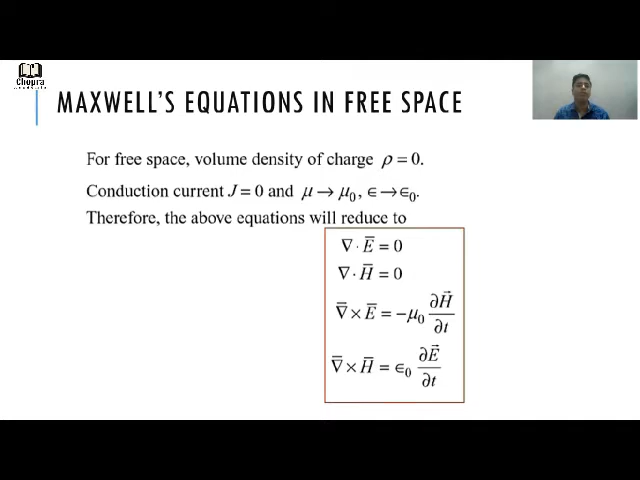 Chopra
MAXWELL'S EQUATIONS IN FREE SPACE
For free space, volume density of charge ρ = 0.
Conduction current J = 0 and μ → μ₀, ∈ → ∈₀.
Therefore, the above equations will reduce to
∇ · E̅ = 0
∇ · H̅ = 0
∇̅ × E̅ = −μ₀ ∂H⃗/∂t
∇̅ × H̅ = ∈₀ ∂E⃗/∂t